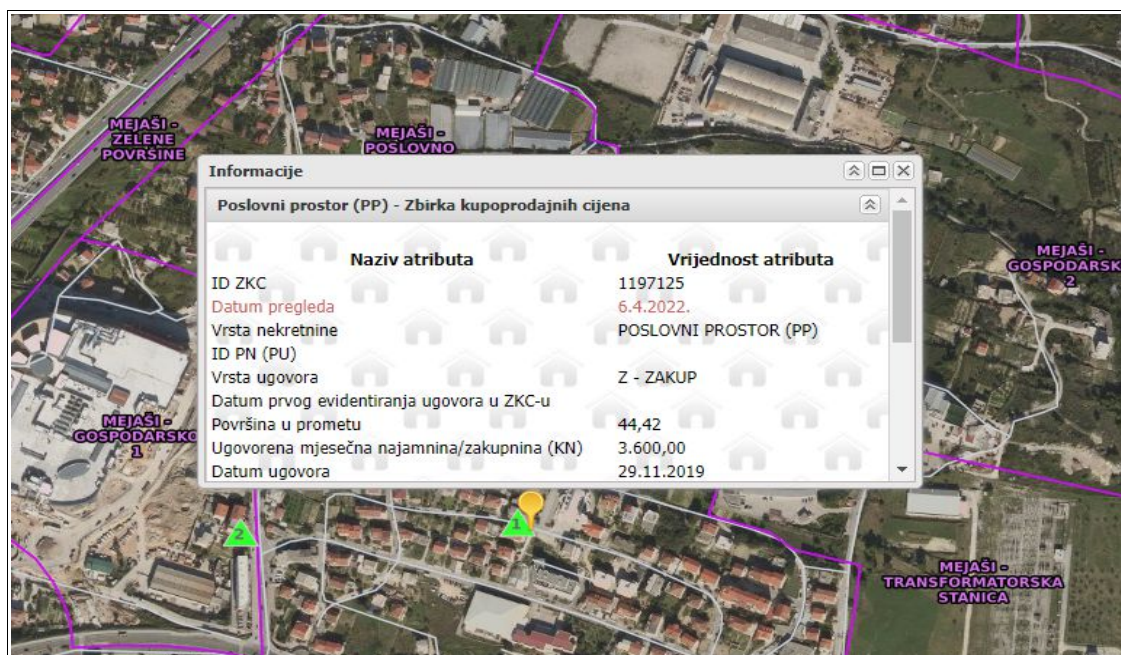 MEJAŠI -
ZELENE
POVRŠINE
MEJAŠI -
POSLOVNO
Informacije
Poslovni prostor (PP) - Zbirka kupoprodajnih cijena
Naziv atributa Vrijednost atributa
ID ZKC 1197125
Datum pregleda 6.4.2022.
Vrsta nekretnine POSLOVNI PROSTOR (PP)
ID PN (PU)
Vrsta ugovora Z - ZAKUP
Datum prvog evidentiranja ugovora u ZKC-u
Površina u prometu 44,42
Ugovorena mjesečna najamnina/zakupnina (KN) 3.600,00
Datum ugovora 29.11.2019
MEJAŠI -
GOSPODARSK
2
MEJAŠI -
GOSPODARSKO
1
2
1
MEJAŠI -
TRANSFORMATORSKA
STANICA